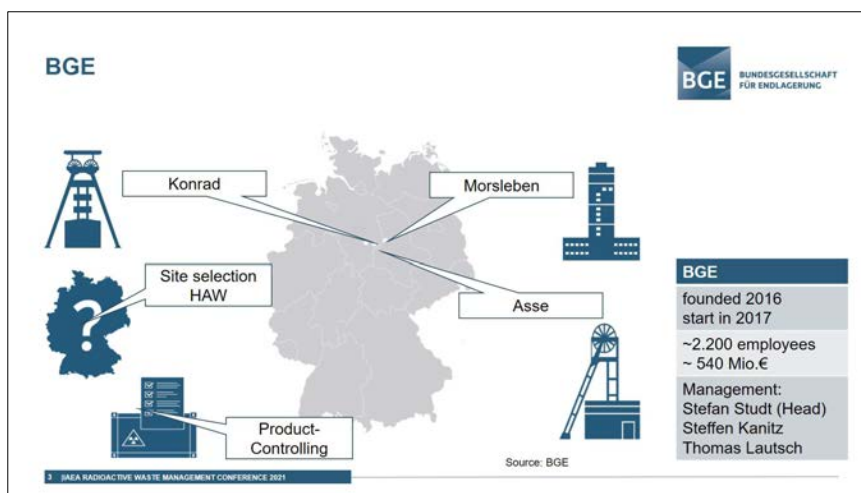 BGE
BGE
BUNDESGESELLSCHAFT
FÜR ENDLAGERUNG
Konrad
Morsleben
Site selection
HAW
?
Asse
Product-
Controlling
BGE
founded 2016
start in 2017
~2.200 employees
~ 540 Mio.€
Management:
Stefan Studt (Head)
Steffen Kanitz
Thomas Lautsch
Source: BGE
3 |IAEA RADIOACTIVE WASTE MANAGEMENT CONFERENCE 2021